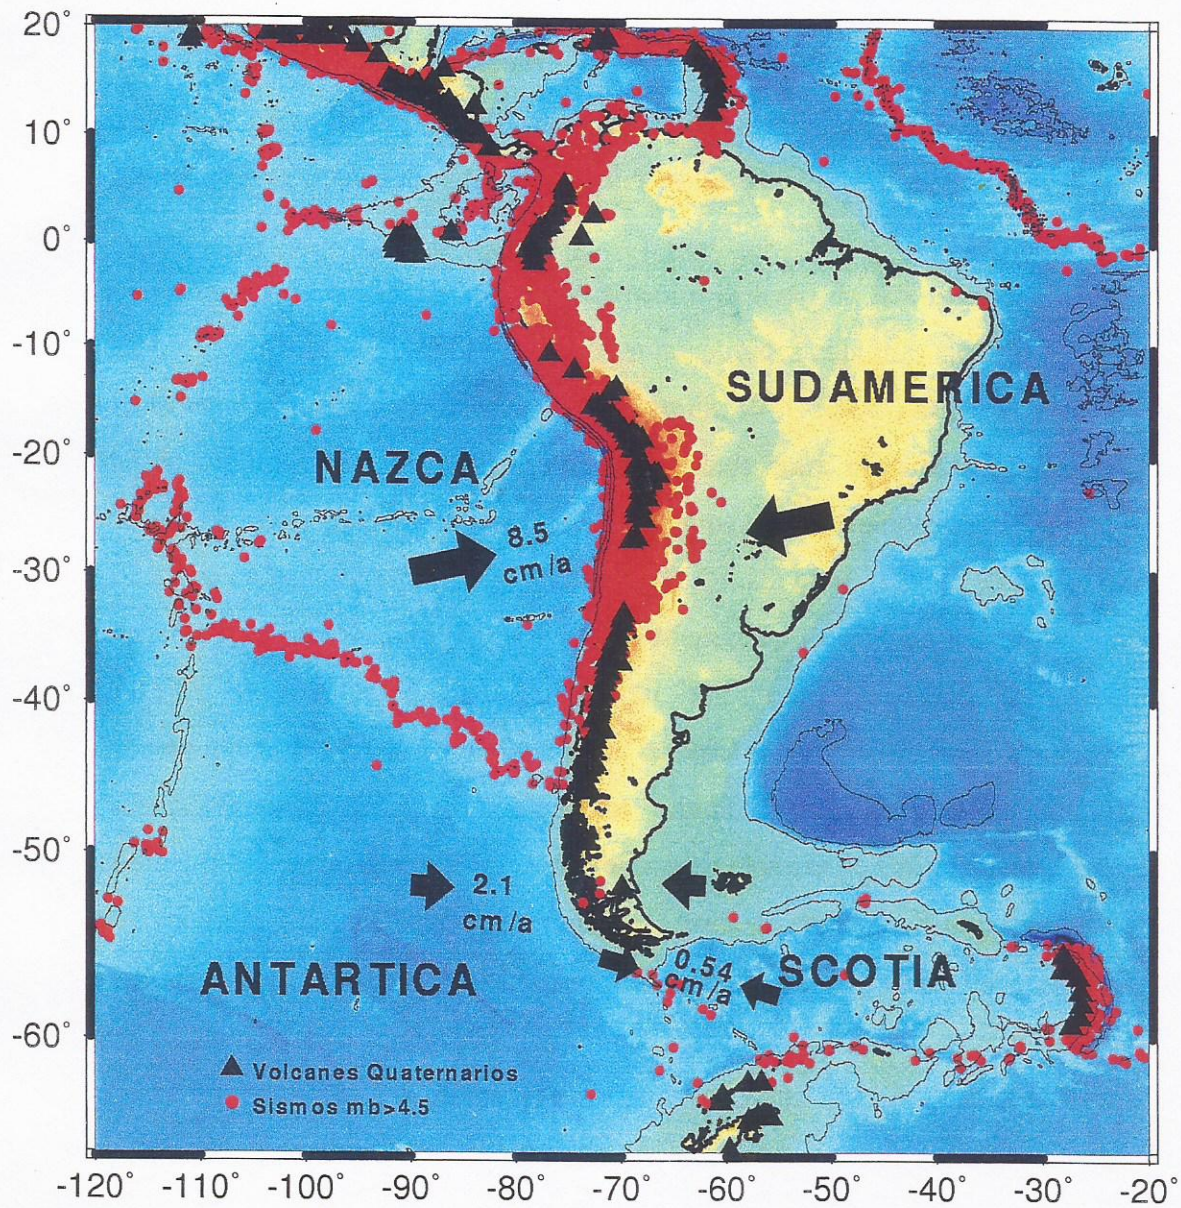 20°
10°
0°
-10°
-20°
-30°
-40°
-50°
-60°
SUDAMERICA
NAZCA
8.5
cm/a
2.1
cm/a
ANTARTICA
0.54
cm/a
SCOTIA
Volcanes Quaternarios
Sismos mb>4.5
-120° -110° -100° -90° -80° -70° -60° -50° -40° -30° -20°